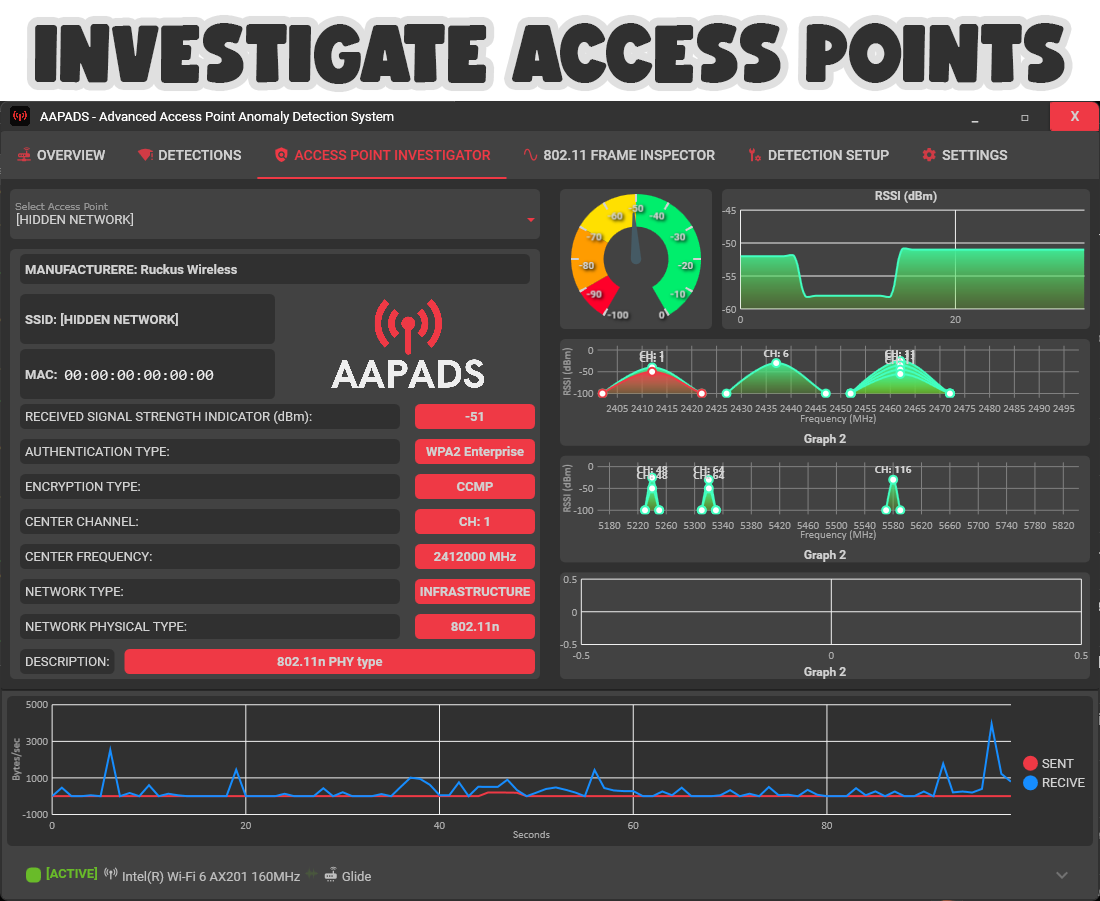 INVESTIGATE ACCESS POINTS
AAPADS - Advanced Access Point Anomaly Detection System
X
OVERVIEW
DETECTIONS
ACCESS POINT INVESTIGATOR
802.11 FRAME INSPECTOR
DETECTION SETUP
SETTINGS
Select Access Point
[HIDDEN NETWORK]
MANUFACTURERE: Ruckus Wireless
SSID: [HIDDEN NETWORK]
MAC: 00:00:00:00:00:00
AAPADS
RECEIVED SIGNAL STRENGTH INDICATOR (dBm): -51
AUTHENTICATION TYPE: WPA2 Enterprise
ENCRYPTION TYPE: CCMP
CENTER CHANNEL: CH: 1
CENTER FREQUENCY: 2412000 MHz
NETWORK TYPE: INFRASTRUCTURE
NETWORK PHYSICAL TYPE: 802.11n
DESCRIPTION: 802.11n PHY type
-100 -90 -80 -70 -60 -50 -40 -30 -20 -10 0
RSSI (dBm)
-45
-50
-55
-60
0 20
RSSI (dBm)
0
-50
-100
CH: 1
CH: 1
CH: 6
CH: 11
2405 2410 2415 2420 2425 2430 2435 2440 2445 2450 2455 2460 2465 2470 2475 2480 2485 2490 2495
Frequency (MHz)
Graph 2
RSSI (dBm)
0
-50
-100
CH: 48
CH: 48
CH: 64
CH: 64
CH: 116
5180 5220 5260 5300 5340 5380 5420 5460 5500 5540 5580 5620 5660 5700 5740 5780 5820
Frequency (MHz)
Graph 2
0.5
0
-0.5
-0.5 0 0.5
Graph 2
Bytes/sec
5000
3000
1000
-1000
0 20 40 60 80
Seconds
SENT
RECIVE
[ACTIVE] Intel(R) Wi-Fi 6 AX201 160MHz Glide